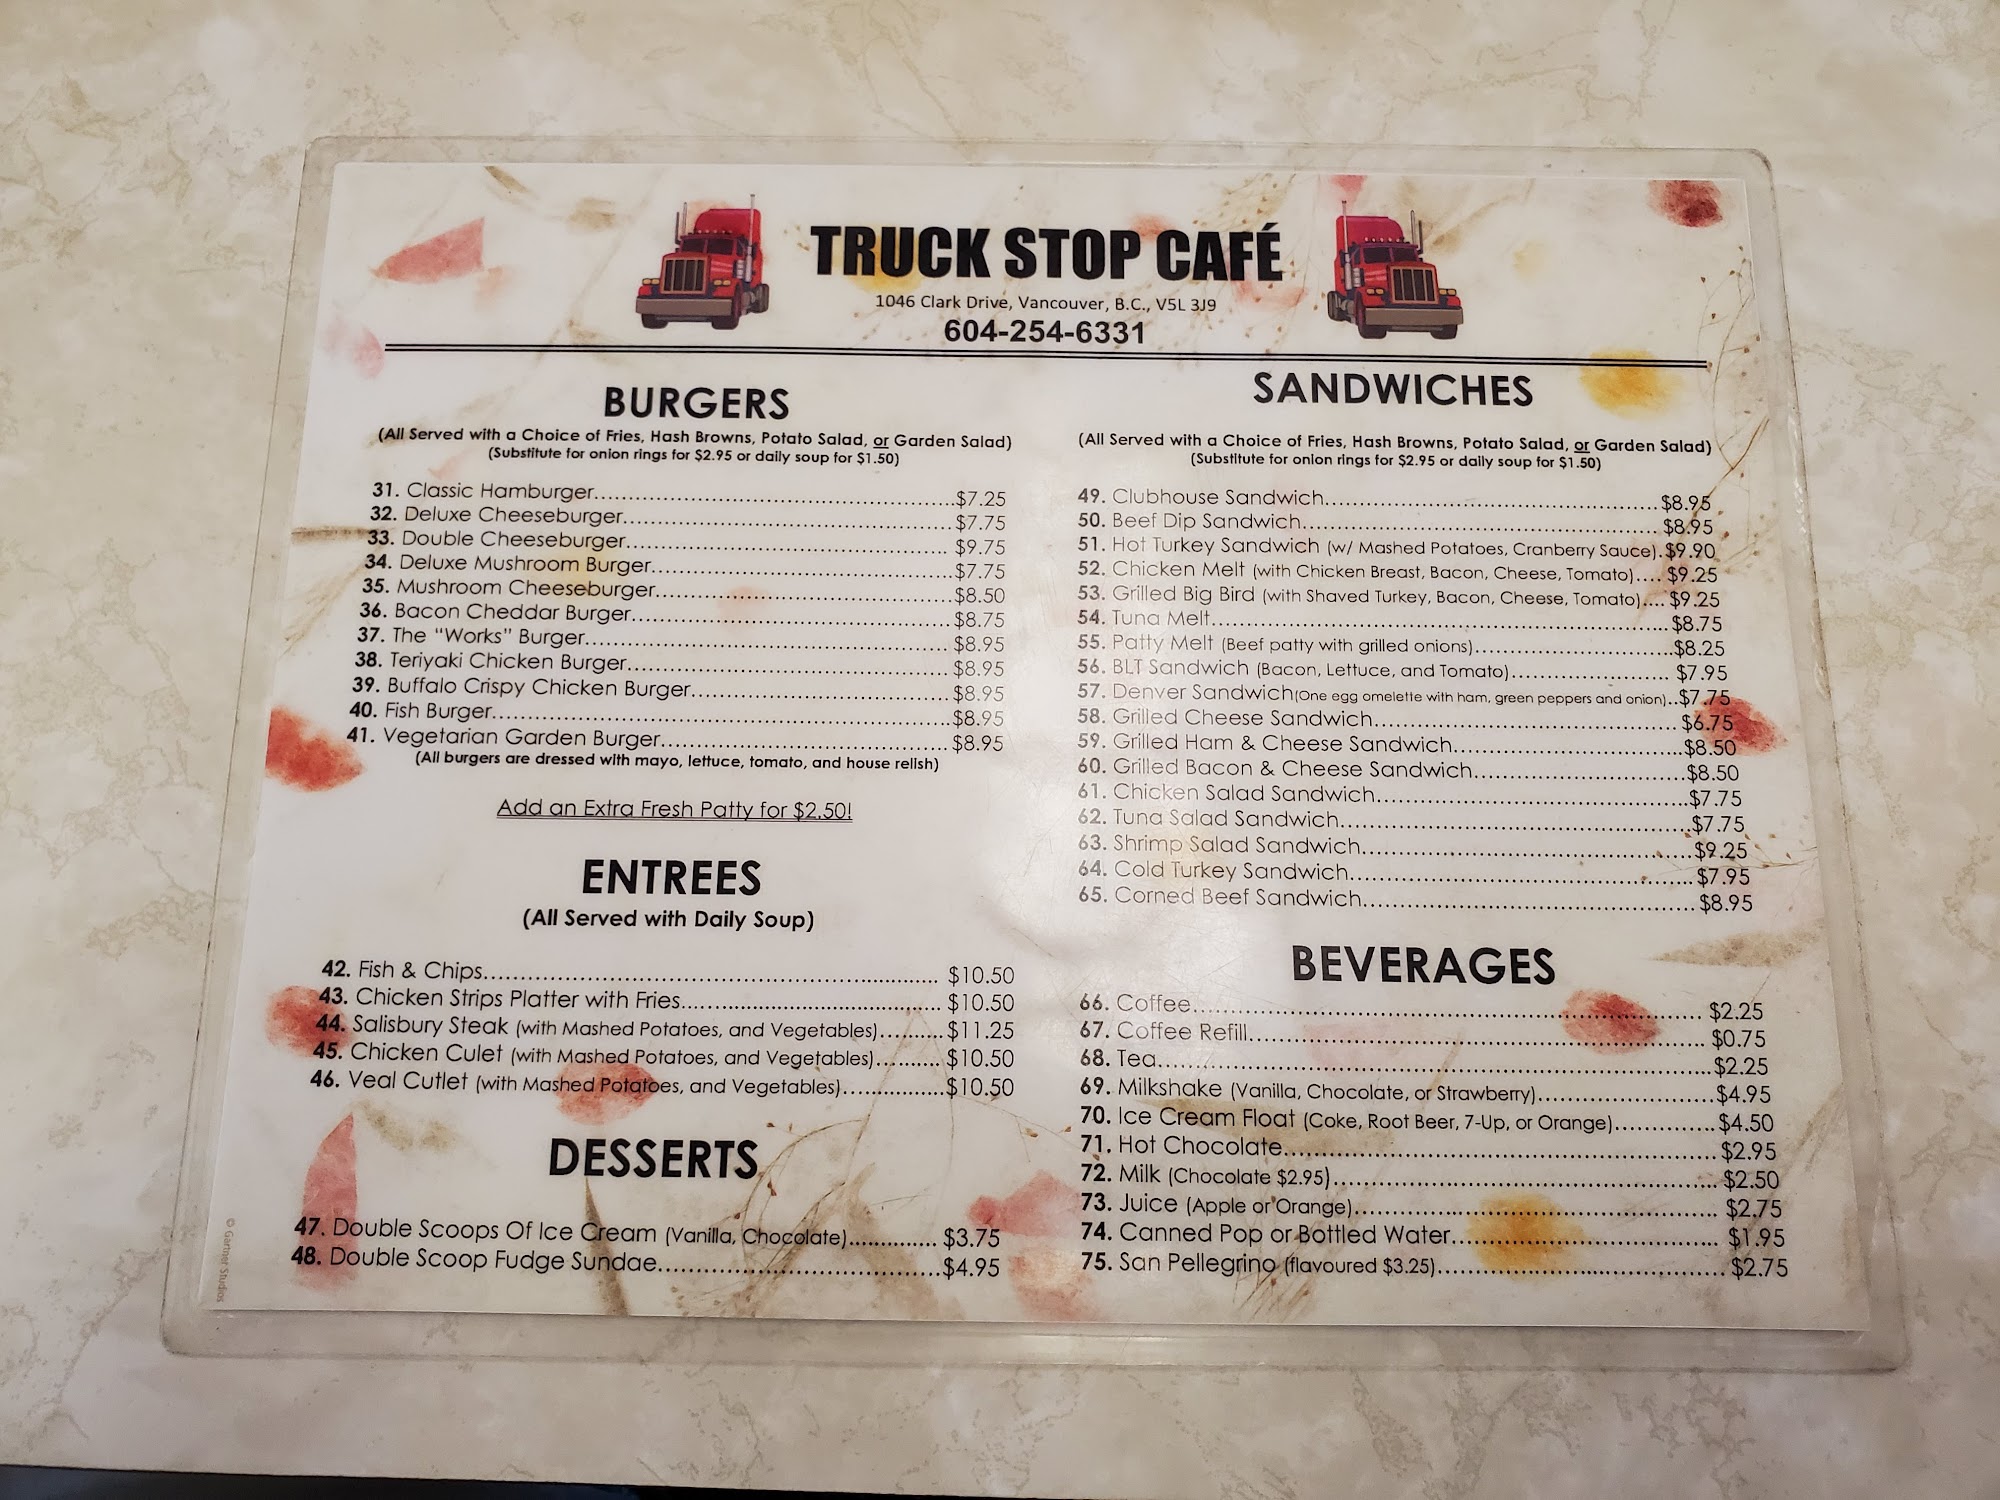 TRUCK STOP CAFÉ
1046 Clark Drive, Vancouver, B.C., V5L 3J9
604-254-6331
BURGERS
(All Served with a Choice of Fries, Hash Browns, Potato Salad, or Garden Salad)
(Substitute for onion rings for $2.95 or daily soup for $1.50)
31. Classic Hamburger $7.25
32. Deluxe Cheeseburger $7.75
33. Double Cheeseburger $9.75
34. Deluxe Mushroom Burger $7.75
35. Mushroom Cheeseburger $8.50
36. Bacon Cheddar Burger $8.75
37. The "Works" Burger $8.95
38. Teriyaki Chicken Burger $8.95
39. Buffalo Crispy Chicken Burger $8.95
40. Fish Burger $8.95
41. Vegetarian Garden Burger $8.95
(All burgers are dressed with mayo, lettuce, tomato, and house relish)
Add an Extra Fresh Patty for $2.50!
ENTREES
(All Served with Daily Soup)
42. Fish & Chips $10.50
43. Chicken Strips Platter with Fries $10.50
44. Salisbury Steak (with Mashed Potatoes, and Vegetables) $11.25
45. Chicken Culet (with Mashed Potatoes, and Vegetables) $10.50
46. Veal Cutlet (with Mashed Potatoes, and Vegetables) $10.50
DESSERTS
47. Double Scoops Of Ice Cream (Vanilla, Chocolate) $3.75
48. Double Scoop Fudge Sundae $4.95
© Garnet Studios
SANDWICHES
(All Served with a Choice of Fries, Hash Browns, Potato Salad, or Garden Salad)
(Substitute for onion rings for $2.95 or daily soup for $1.50)
49. Clubhouse Sandwich $8.95
50. Beef Dip Sandwich $8.95
51. Hot Turkey Sandwich (w/ Mashed Potatoes, Cranberry Sauce) $9.90
52. Chicken Melt (with Chicken Breast, Bacon, Cheese, Tomato) $9.25
53. Grilled Big Bird (with Shaved Turkey, Bacon, Cheese, Tomato) $9.25
54. Tuna Melt $8.75
55. Patty Melt (Beef patty with grilled onions) $8.25
56. BLT Sandwich (Bacon, Lettuce, and Tomato) $7.95
57. Denver Sandwich (One egg omelette with ham, green peppers and onion) $7.75
58. Grilled Cheese Sandwich $6.75
59. Grilled Ham & Cheese Sandwich $8.50
60. Grilled Bacon & Cheese Sandwich $8.50
61. Chicken Salad Sandwich $7.75
62. Tuna Salad Sandwich $7.75
63. Shrimp Salad Sandwich $9.25
64. Cold Turkey Sandwich $7.95
65. Corned Beef Sandwich $8.95
BEVERAGES
66. Coffee $2.25
67. Coffee Refill $0.75
68. Tea $2.25
69. Milkshake (Vanilla, Chocolate, or Strawberry) $4.95
70. Ice Cream Float (Coke, Root Beer, 7-Up, or Orange) $4.50
71. Hot Chocolate $2.95
72. Milk (Chocolate $2.95) $2.50
73. Juice (Apple or Orange) $2.75
74. Canned Pop or Bottled Water $1.95
75. San Pellegrino (flavoured $3.25) $2.75